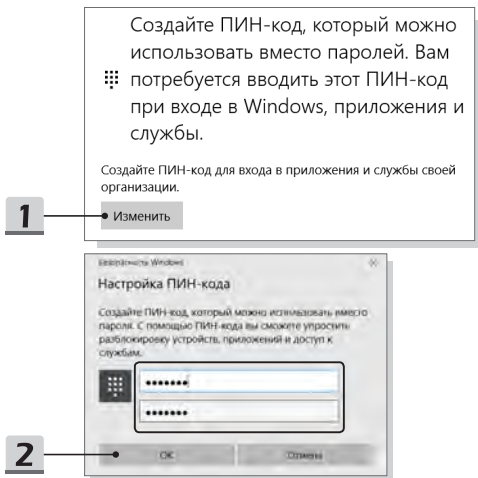 Создайте ПИН-код, который можно
использовать вместо паролей. Вам
потребуется вводить этот ПИН-код
при входе в Windows, приложения и
службы.
Создайте ПИН-код для входа в приложения и службы своей
организации.
1
Изменить
Безопасность Windows
Настройка ПИН-кода
Создайте ПИН-код, который можно использовать вместо
пароля. С помощью ПИН-кода вы сможете упростить
разблокировку устройств, приложений и доступ к
службам.
•••••••
•••••••
2
ОК
Отмена